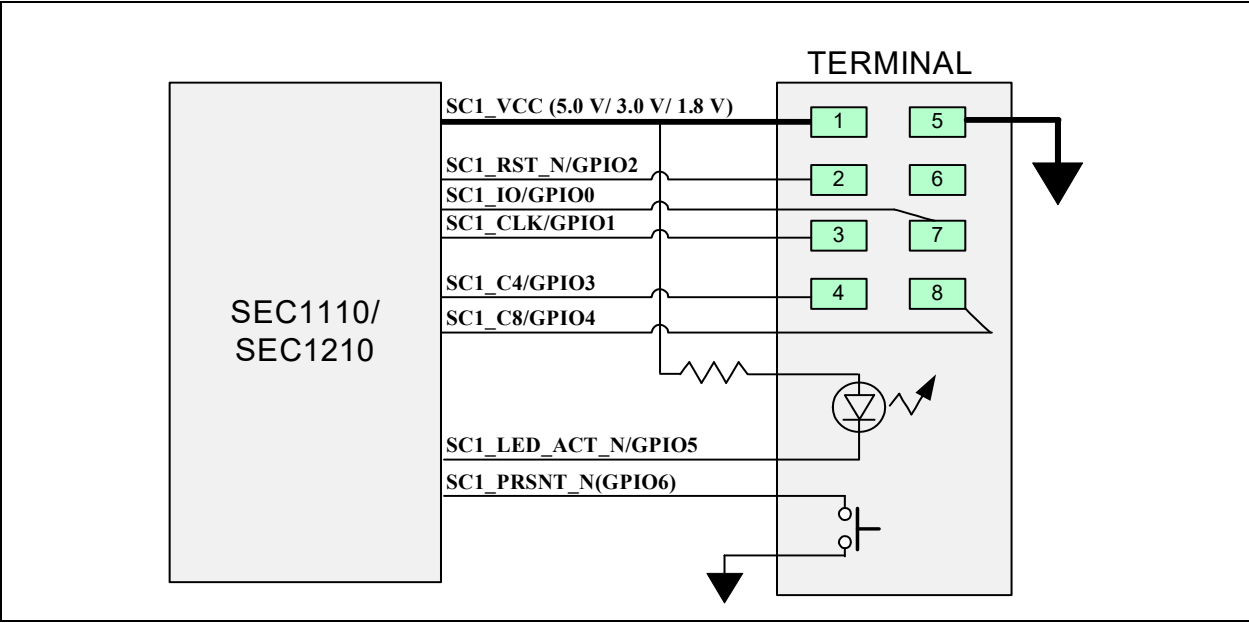 TERMINAL
SC1_VCC (5.0 V/ 3.0 V/ 1.8 V)
1
5
SC1_RST_N/GPIO2
2
6
SC1_IO/GPIO0
SC1_CLK/GPIO1
3
7
SC1_C4/GPIO3
4
8
SC1_C8/GPIO4
SEC1110/
SEC1210
SC1_LED_ACT_N/GPIO5
SC1_PRSNT_N(GPIO6)